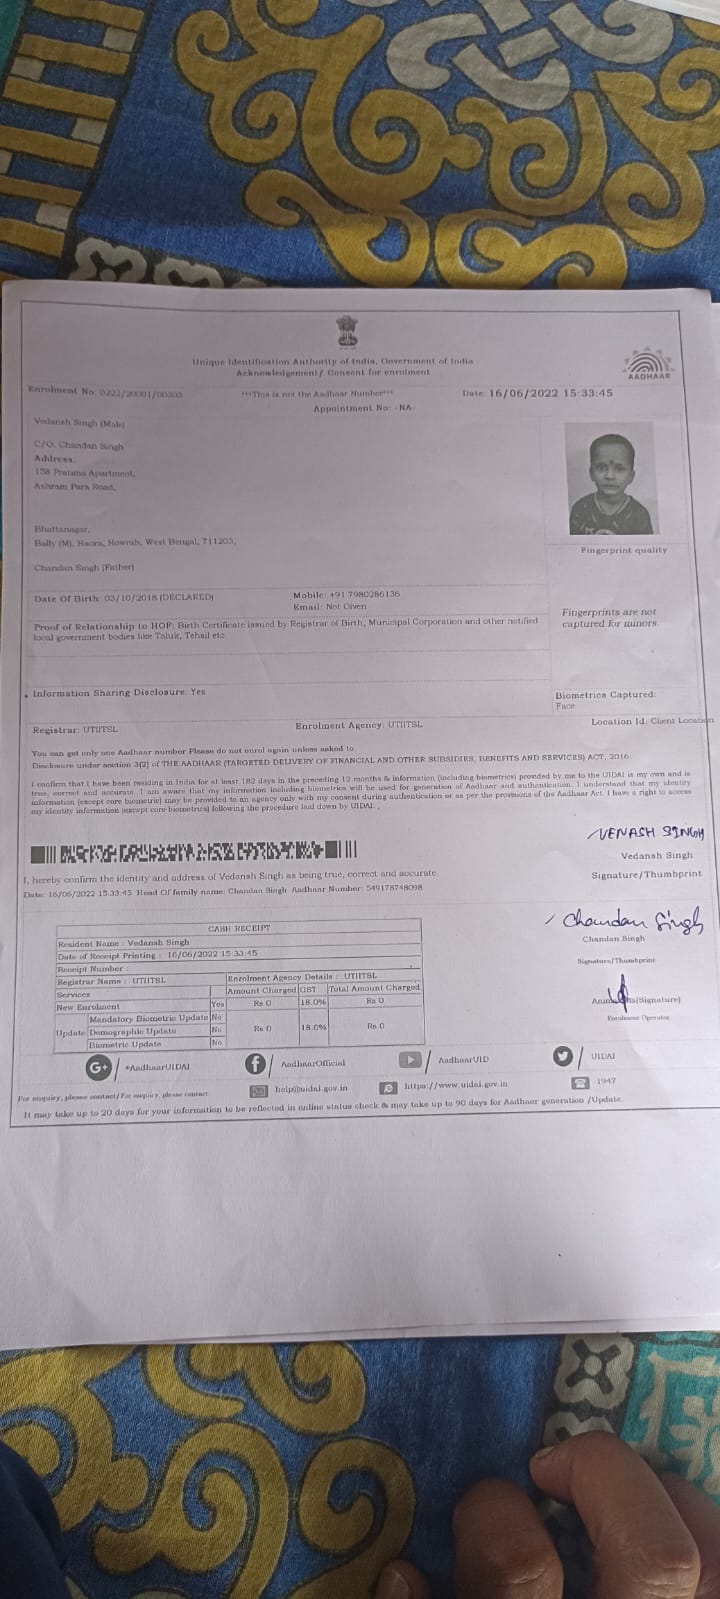 Unique Identification Authority of India, Government of India
Acknowledgement/ Consent for enrolment
AADHAAR
Enrolment No: 0222/20001/00303 ***This is not the Aadhaar Number*** Date: 16/06/2022 15:33:45
Appointment No: -NA-
Vedansh Singh (Male)
C/O: Chandan Singh
Address:
158 Pratima Apartment,
Ashram Para Road,
Bhattanagar,
Bally (M), Haora, Howrah, West Bengal, 711203,
Chandan Singh (Father)
Fingerprint quality
Date Of Birth: 03/10/2018 (DECLARED) Mobile: +91 7980286136
Email: Not Given
Fingerprints are not
captured for minors.
Proof of Relationship to HOF: Birth Certificate issued by Registrar of Birth, Municipal Corporation and other notified
local government bodies like Taluk, Tehsil etc
Information Sharing Disclosure: Yes
Biometrics Captured:
Face
Registrar: UTIITSL Enrolment Agency: UTIITSL Location Id: Client Location
You can get only one Aadhaar number.Please do not enrol again unless asked to.
Disclosure under section 3(2) of THE AADHAAR (TARGETED DELIVERY OF FINANCIAL AND OTHER SUBSIDIES, BENEFITS AND SERVICES) ACT, 2016.
I confirm that I have been residing in India for at least 182 days in the preceding 12 months & information (including biometrics) provided by me to the UIDAI is my own and is
true, correct and accurate. I am aware that my information including biometrics will be used for generation of Aadhaar and authentication. I understand that my identity
information (except core biometric) may be provided to an agency only with my consent during authentication or as per the provisions of the Aadhaar Act. I have a right to access
my identity information (except core biometrics) following the procedure laid down by UIDAI.
VENASH SINGH
Vedansh Singh
Signature/Thumbprint
I, hereby confirm the identity and address of Vedansh Singh as being true, correct and accurate.
Date: 16/06/2022 15:33:45 Head Of family name: Chandan Singh Aadhaar Number: 549178748098
Chandan Singh
Chandan Singh
Signature/Thumbprint
CASH RECEIPT
Resident Name : Vedansh Singh
Date of Receipt Printing : 16/06/2022 15:33:45
Receipt Number :
Registrar Name : UTIITSL Enrolment Agency Details : UTIITSL
Services Amount Charged GST Total Amount Charged
New Enrolment Yes Rs 0 18.0% Rs 0
Mandatory Biometric Update No
Update Demographic Update No Rs 0 18.0% Rs 0
Biometric Update No
(Signature)
Enrolment Operator
G+ +AadhaarUIDAI f AadhaarOfficial AadhaarUID UIDAI
For enquiry, please contact/ For enquiry, please contact help@uidai.gov.in https://www.uidai.gov.in 1947
It may take up to 20 days for your information to be reflected in online status check & may take up to 90 days for Aadhaar generation /Update.